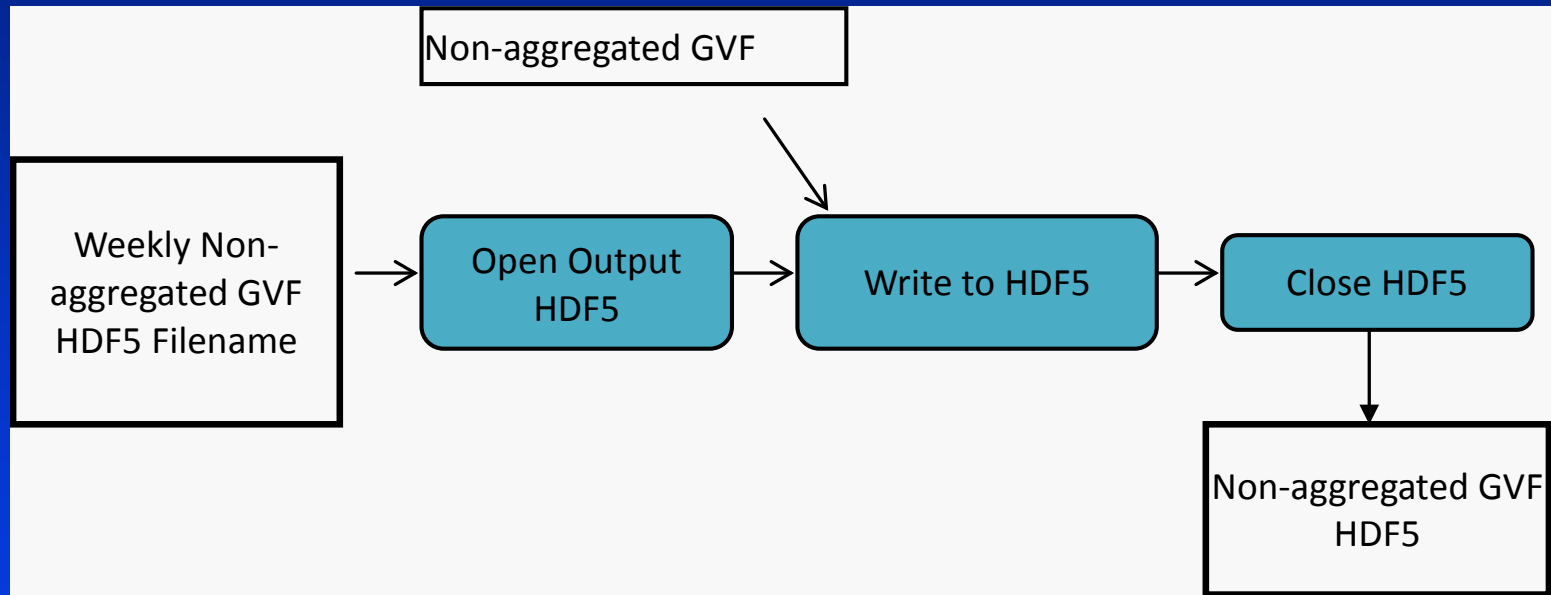 Non-aggregated GVF
Weekly Non-
aggregated GVF
HDF5 Filename
Open Output
HDF5
Write to HDF5
Close HDF5
Non-aggregated GVF
HDF5